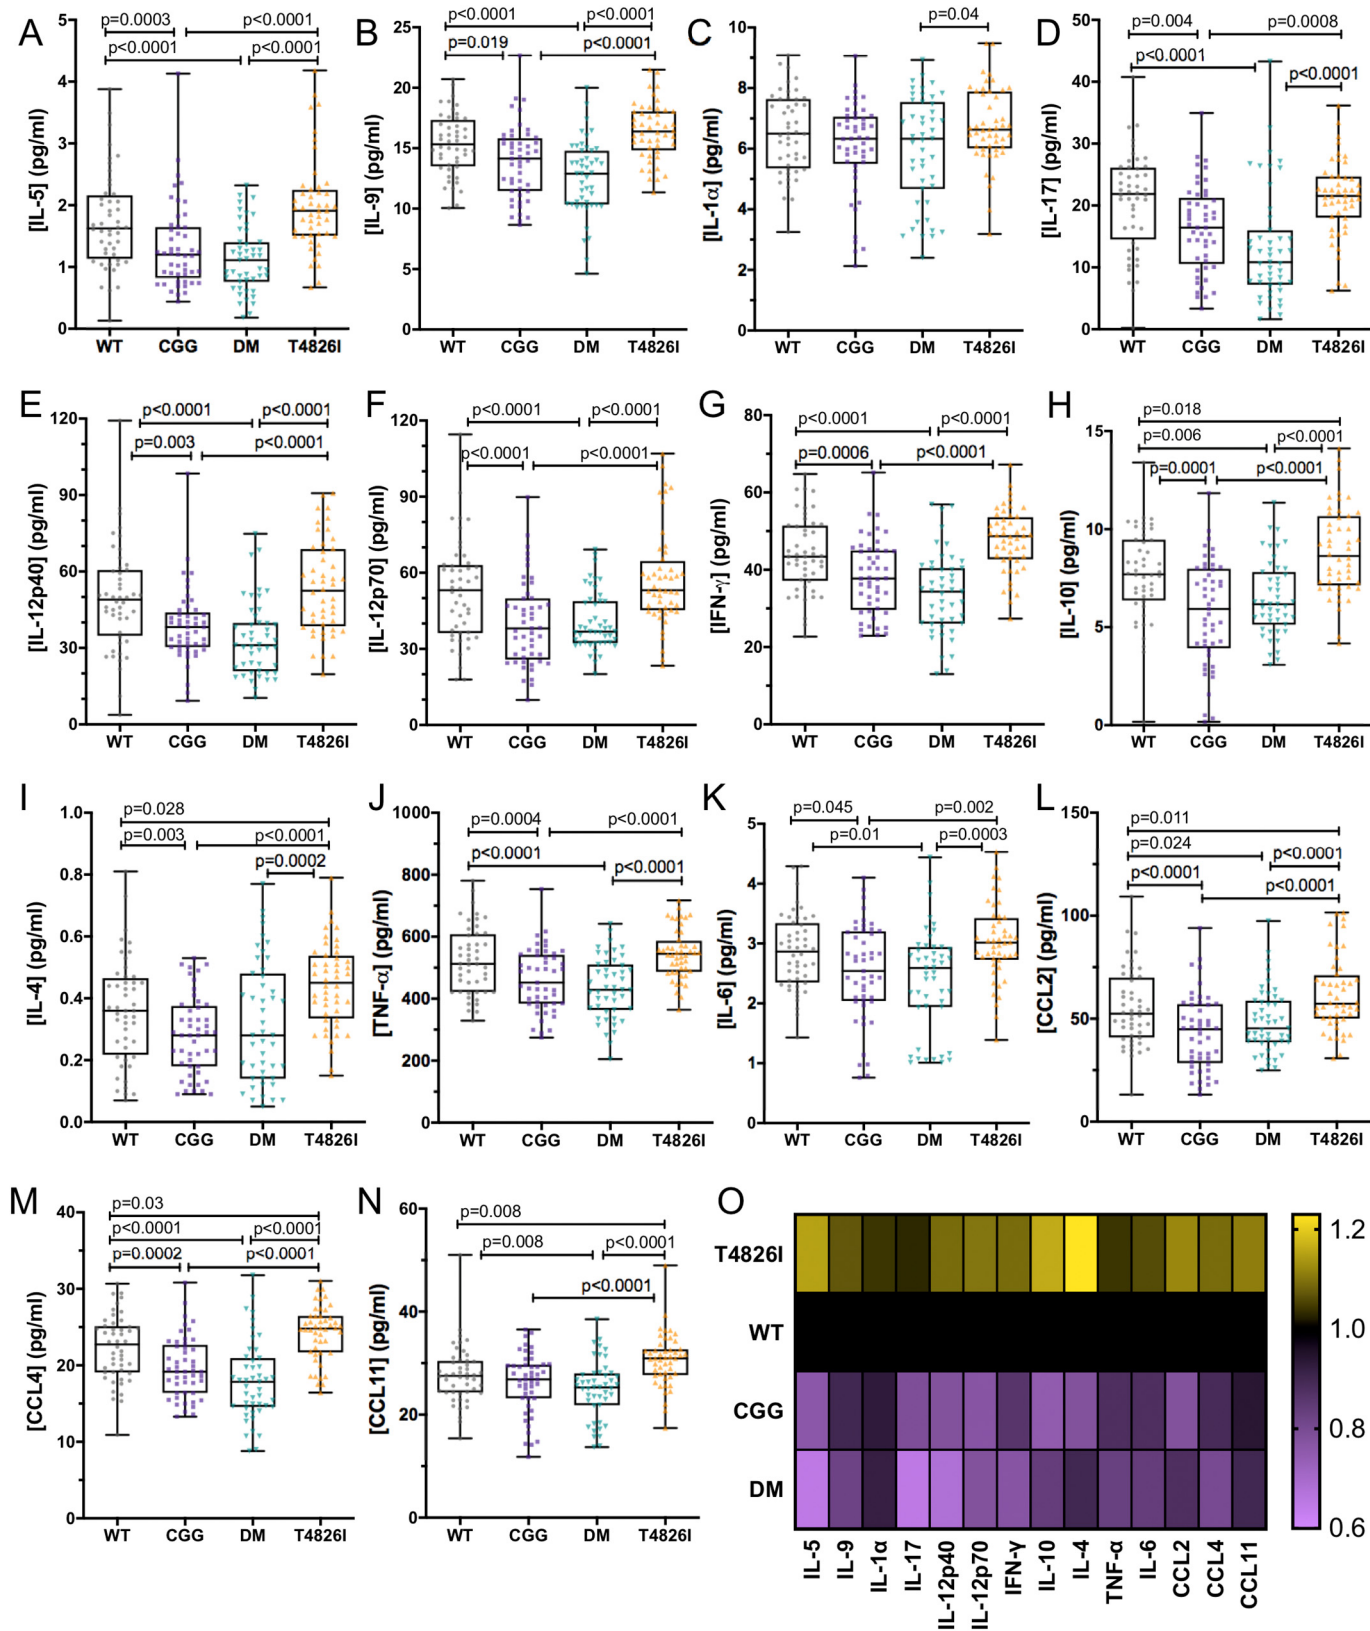 A
p=0.0003
p<0.0001
p<0.0001
p<0.0001
[IL-5] (pg/ml)
5
4
3
2
1
0
WT CGG DM T4826I
B
p<0.0001
p<0.0001
p=0.019
p<0.0001
[IL-9] (pg/ml)
25
20
15
10
5
0
WT CGG DM T4826I
C
p=0.04
[IL-1α] (pg/ml)
10
8
6
4
2
0
WT CGG DM T4826I
D
p=0.004
p=0.0008
p<0.0001
p<0.0001
[IL-17] (pg/ml)
50
40
30
20
10
0
WT CGG DM T4826I
E
p<0.0001
p<0.0001
p=0.003
p<0.0001
[IL-12p40] (pg/ml)
120
90
60
30
0
WT CGG DM T4826I
F
p<0.0001
p<0.0001
p<0.0001
p<0.0001
[IL-12p70] (pg/ml)
120
90
60
30
0
WT CGG DM T4826I
G
p<0.0001
p<0.0001
p=0.0006
p<0.0001
[IFN-γ] (pg/ml)
80
60
40
20
0
WT CGG DM T4826I
H
p=0.018
p=0.006
p<0.0001
p=0.0001
p<0.0001
[IL-10] (pg/ml)
15
10
5
0
WT CGG DM T4826I
I
p=0.028
p=0.003
p<0.0001
p=0.0002
[IL-4] (pg/ml)
1.0
0.8
0.6
0.4
0.2
0.0
WT CGG DM T4826I
J
p=0.0004
p<0.0001
p<0.0001
p<0.0001
[TNF-α] (pg/ml)
1000
800
600
400
200
0
WT CGG DM T4826I
K
p=0.045
p=0.002
p=0.01
p=0.0003
[IL-6] (pg/ml)
5
4
3
2
1
0
WT CGG DM T4826I
L
p=0.011
p=0.024
p<0.0001
p<0.0001
p<0.0001
[CCL2] (pg/ml)
150
100
50
0
WT CGG DM T4826I
M
p=0.03
p<0.0001
p<0.0001
p=0.0002
p<0.0001
[CCL4] (pg/ml)
40
30
20
10
0
WT CGG DM T4826I
N
p=0.008
p=0.008
p<0.0001
p<0.0001
[CCL11] (pg/ml)
60
40
20
0
WT CGG DM T4826I
O
T4826I
WT
CGG
DM
1.2
1.0
0.8
0.6
IL-5
IL-9
IL-1α
IL-17
IL-12p40
IL-12p70
IFN-γ
IL-10
IL-4
TNF-α
IL-6
CCL2
CCL4
CCL11